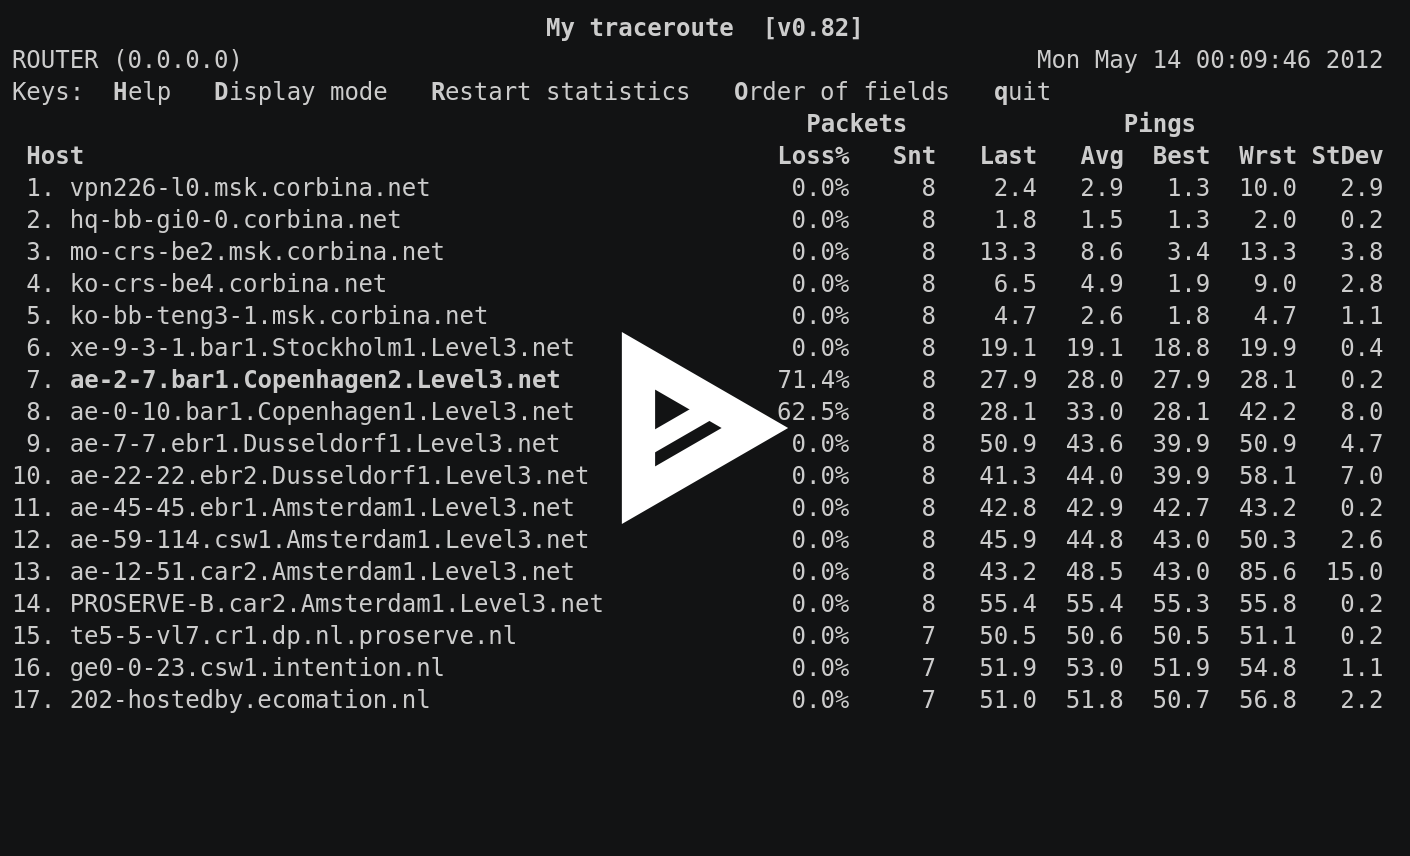 My traceroute  [v0.82]
ROUTER (0.0.0.0) Mon May 14 00:09:46 2012
Keys:  Help   Display mode   Restart statistics   Order of fields   quit
Packets Pings
Host Loss% Snt Last Avg Best Wrst StDev
1. vpn226-l0.msk.corbina.net 0.0% 8 2.4 2.9 1.3 10.0 2.9
2. hq-bb-gi0-0.corbina.net 0.0% 8 1.8 1.5 1.3 2.0 0.2
3. mo-crs-be2.msk.corbina.net 0.0% 8 13.3 8.6 3.4 13.3 3.8
4. ko-crs-be4.corbina.net 0.0% 8 6.5 4.9 1.9 9.0 2.8
5. ko-bb-teng3-1.msk.corbina.net 0.0% 8 4.7 2.6 1.8 4.7 1.1
6. xe-9-3-1.bar1.Stockholm1.Level3.net 0.0% 8 19.1 19.1 18.8 19.9 0.4
7. ae-2-7.bar1.Copenhagen2.Level3.net 71.4% 8 27.9 28.0 27.9 28.1 0.2
8. ae-0-10.bar1.Copenhagen1.Level3.net 62.5% 8 28.1 33.0 28.1 42.2 8.0
9. ae-7-7.ebr1.Dusseldorf1.Level3.net 0.0% 8 50.9 43.6 39.9 50.9 4.7
10. ae-22-22.ebr2.Dusseldorf1.Level3.net 0.0% 8 41.3 44.0 39.9 58.1 7.0
11. ae-45-45.ebr1.Amsterdam1.Level3.net 0.0% 8 42.8 42.9 42.7 43.2 0.2
12. ae-59-114.csw1.Amsterdam1.Level3.net 0.0% 8 45.9 44.8 43.0 50.3 2.6
13. ae-12-51.car2.Amsterdam1.Level3.net 0.0% 8 43.2 48.5 43.0 85.6 15.0
14. PROSERVE-B.car2.Amsterdam1.Level3.net 0.0% 8 55.4 55.4 55.3 55.8 0.2
15. te5-5-vl7.cr1.dp.nl.proserve.nl 0.0% 7 50.5 50.6 50.5 51.1 0.2
16. ge0-0-23.csw1.intention.nl 0.0% 7 51.9 53.0 51.9 54.8 1.1
17. 202-hostedby.ecomation.nl 0.0% 7 51.0 51.8 50.7 56.8 2.2